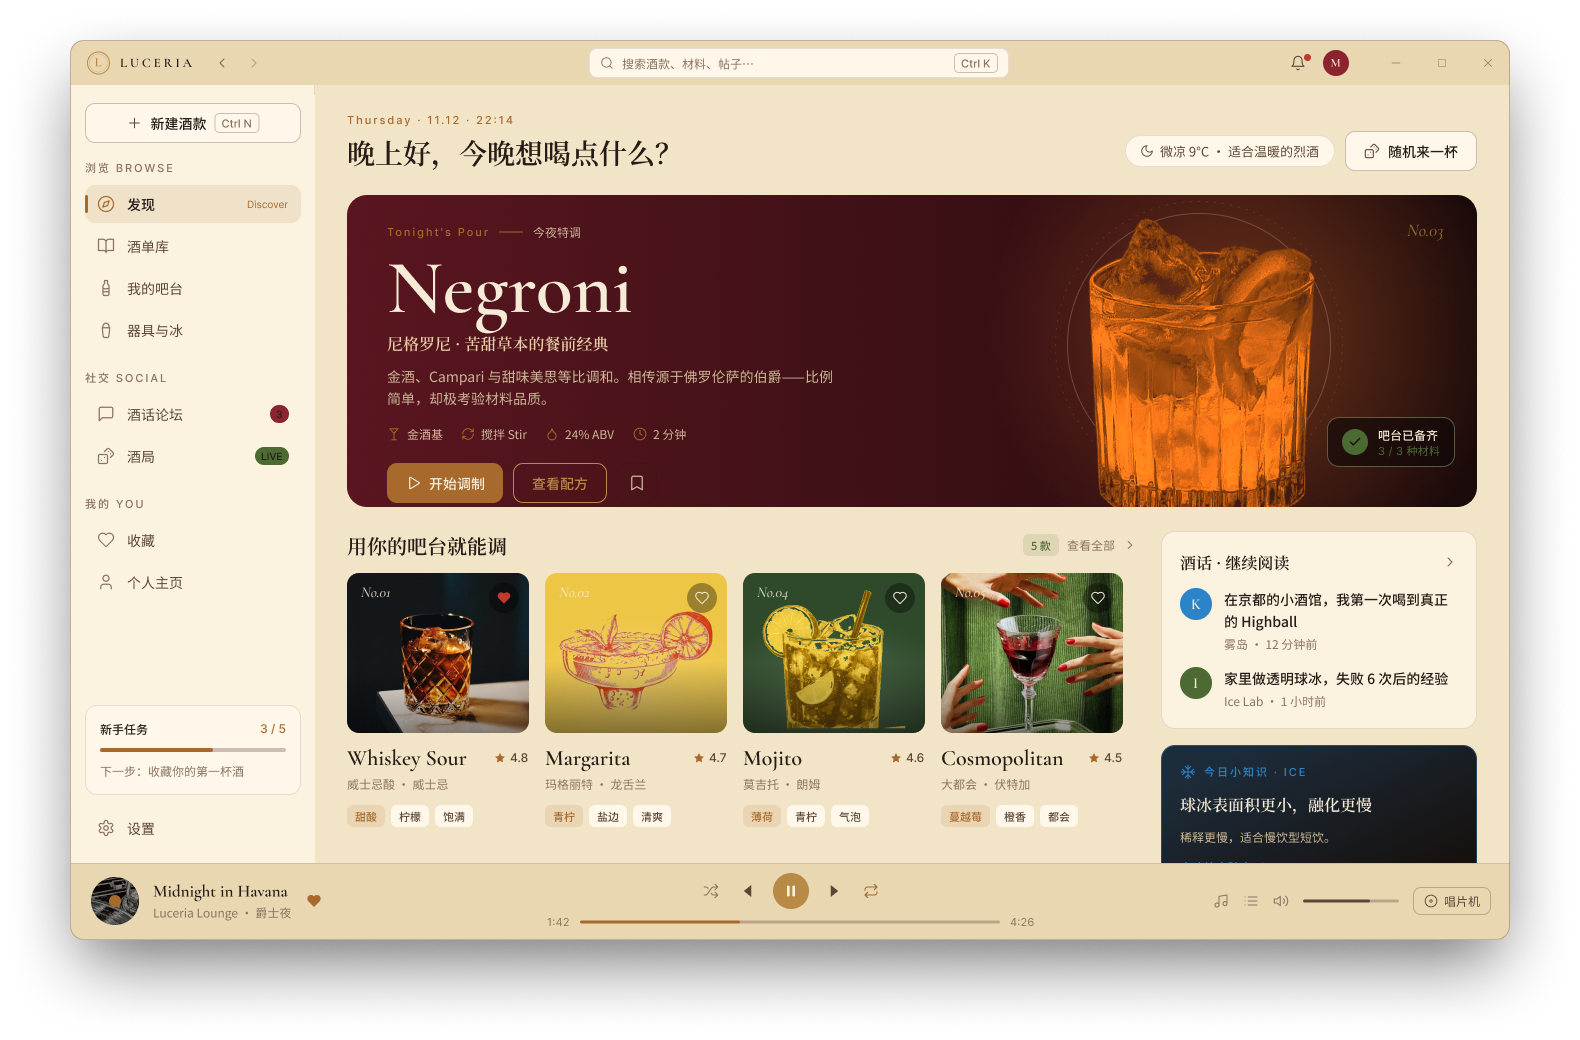 L LUCERIA
搜索酒款、材料、帖子… Ctrl K
M
新建酒款 Ctrl N
浏览 BROWSE
发现 Discover
酒单库
我的吧台
器具与冰
社交 SOCIAL
酒话论坛 3
酒局 LIVE
我的 YOU
收藏
个人主页
新手任务 3 / 5
下一步：收藏你的第一杯酒
设置
Thursday · 11.12 · 22:14
晚上好，今晚想喝点什么？
微凉 9°C · 适合温暖的烈酒
随机来一杯
Tonight's Pour — 今夜特调
No.03
Negroni
尼格罗尼 · 苦甜草本的餐前经典
金酒、Campari 与甜味美思等比调和。相传源于佛罗伦萨的伯爵——比例
简单，却极考验材料品质。
金酒基 搅拌 Stir 24% ABV 2 分钟
开始调制 查看配方
吧台已备齐
3 / 3 种材料
用你的吧台就能调
5 款 查看全部
No.01
Whiskey Sour 4.8
威士忌酸 · 威士忌
甜酸 柠檬 饱满
No.02
Margarita 4.7
玛格丽特 · 龙舌兰
青柠 盐边 清爽
No.04
Mojito 4.6
莫吉托 · 朗姆
薄荷 青柠 气泡
No.05
Cosmopolitan 4.5
大都会 · 伏特加
蔓越莓 橙香 都会
酒话 · 继续阅读
K
在京都的小酒馆，我第一次喝到真正
的 Highball
雾岛 · 12 分钟前
I
家里做透明球冰，失败 6 次后的经验
Ice Lab · 1 小时前
今日小知识 · ICE
球冰表面积更小，融化更慢
稀释更慢，适合慢饮型短饮。
Midnight in Havana
Luceria Lounge · 爵士夜
1:42 4:26
唱片机